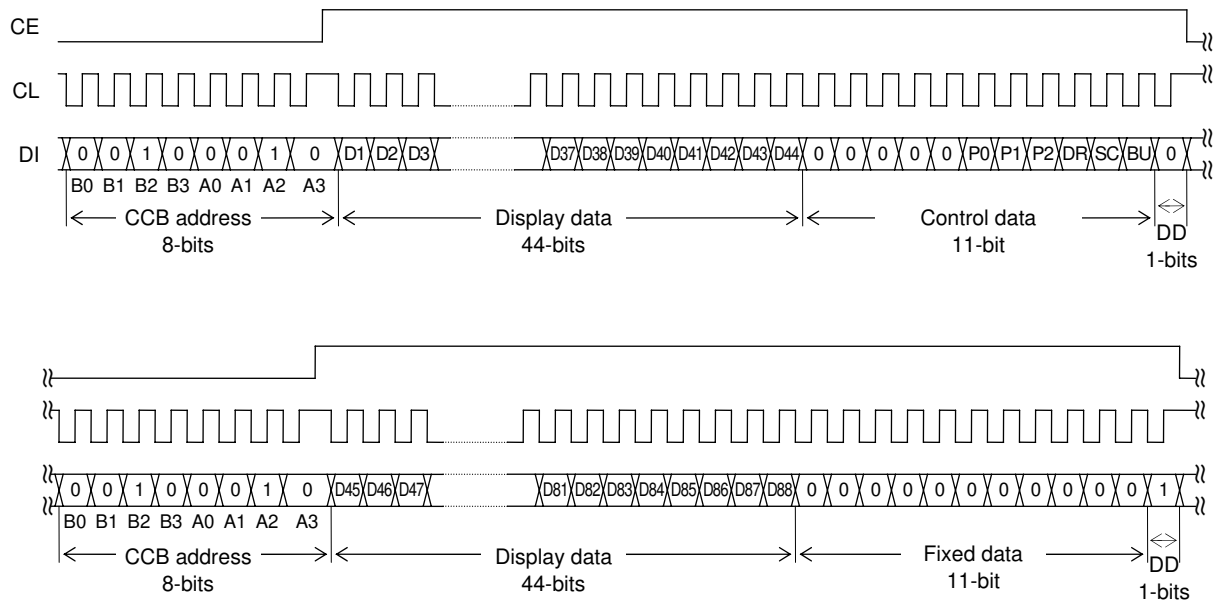 CE
CL
DI 0 0 1 0 0 0 1 0 D1 D2 D3 D37 D38 D39 D40 D41 D42 D43 D44 0 0 0 0 0 P0 P1 P2 DR SC BU 0
B0 B1 B2 B3 A0 A1 A2 A3
CCB address Display data Control data DD
8-bits 44-bits 11-bit 1-bits
0 0 1 0 0 0 1 0 D45 D46 D47 D81 D82 D83 D84 D85 D86 D87 D88 0 0 0 0 0 0 0 0 0 0 0 1
B0 B1 B2 B3 A0 A1 A2 A3
CCB address Display data Fixed data DD
8-bits 44-bits 11-bit 1-bits